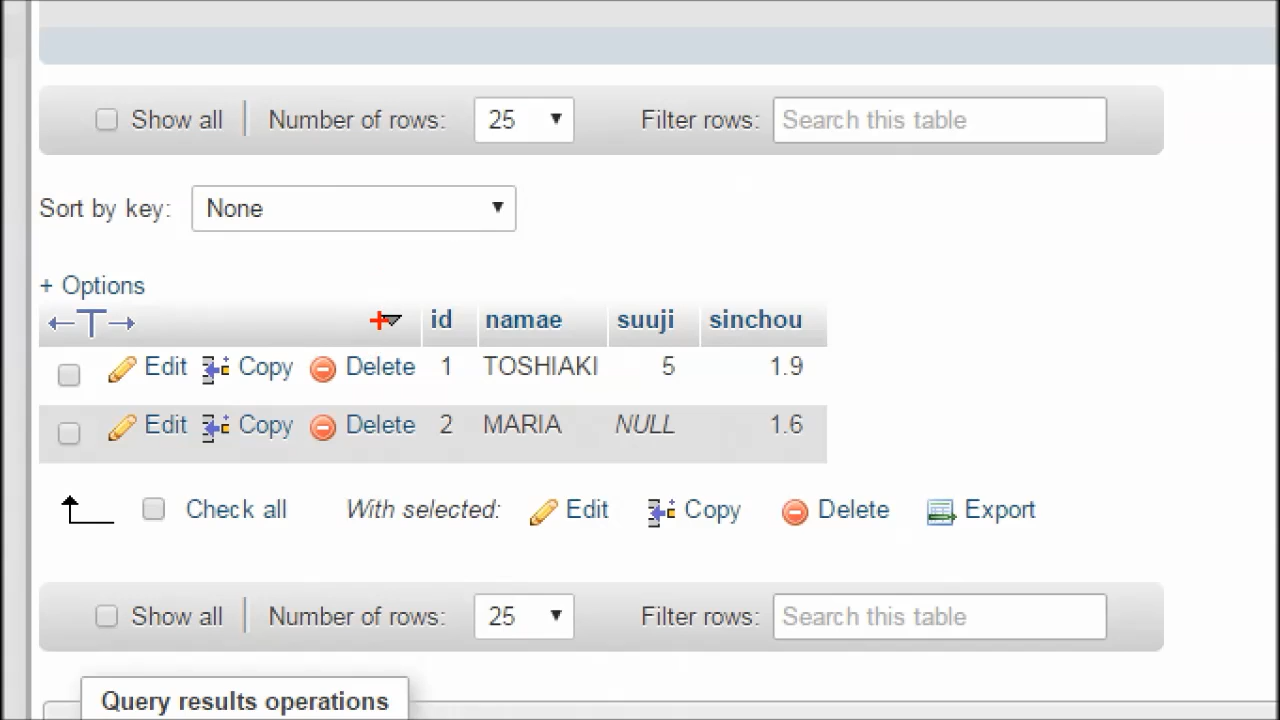 Show all Number of rows: 25 Filter rows: Search this table
Sort by key: None
+ Options
id namae suuji sinchou
Edit Copy Delete 1 TOSHIAKI 5 1.9
Edit Copy Delete 2 MARIA NULL 1.6
Check all With selected: Edit Copy Delete Export
Show all Number of rows: 25 Filter rows: Search this table
Query results operations